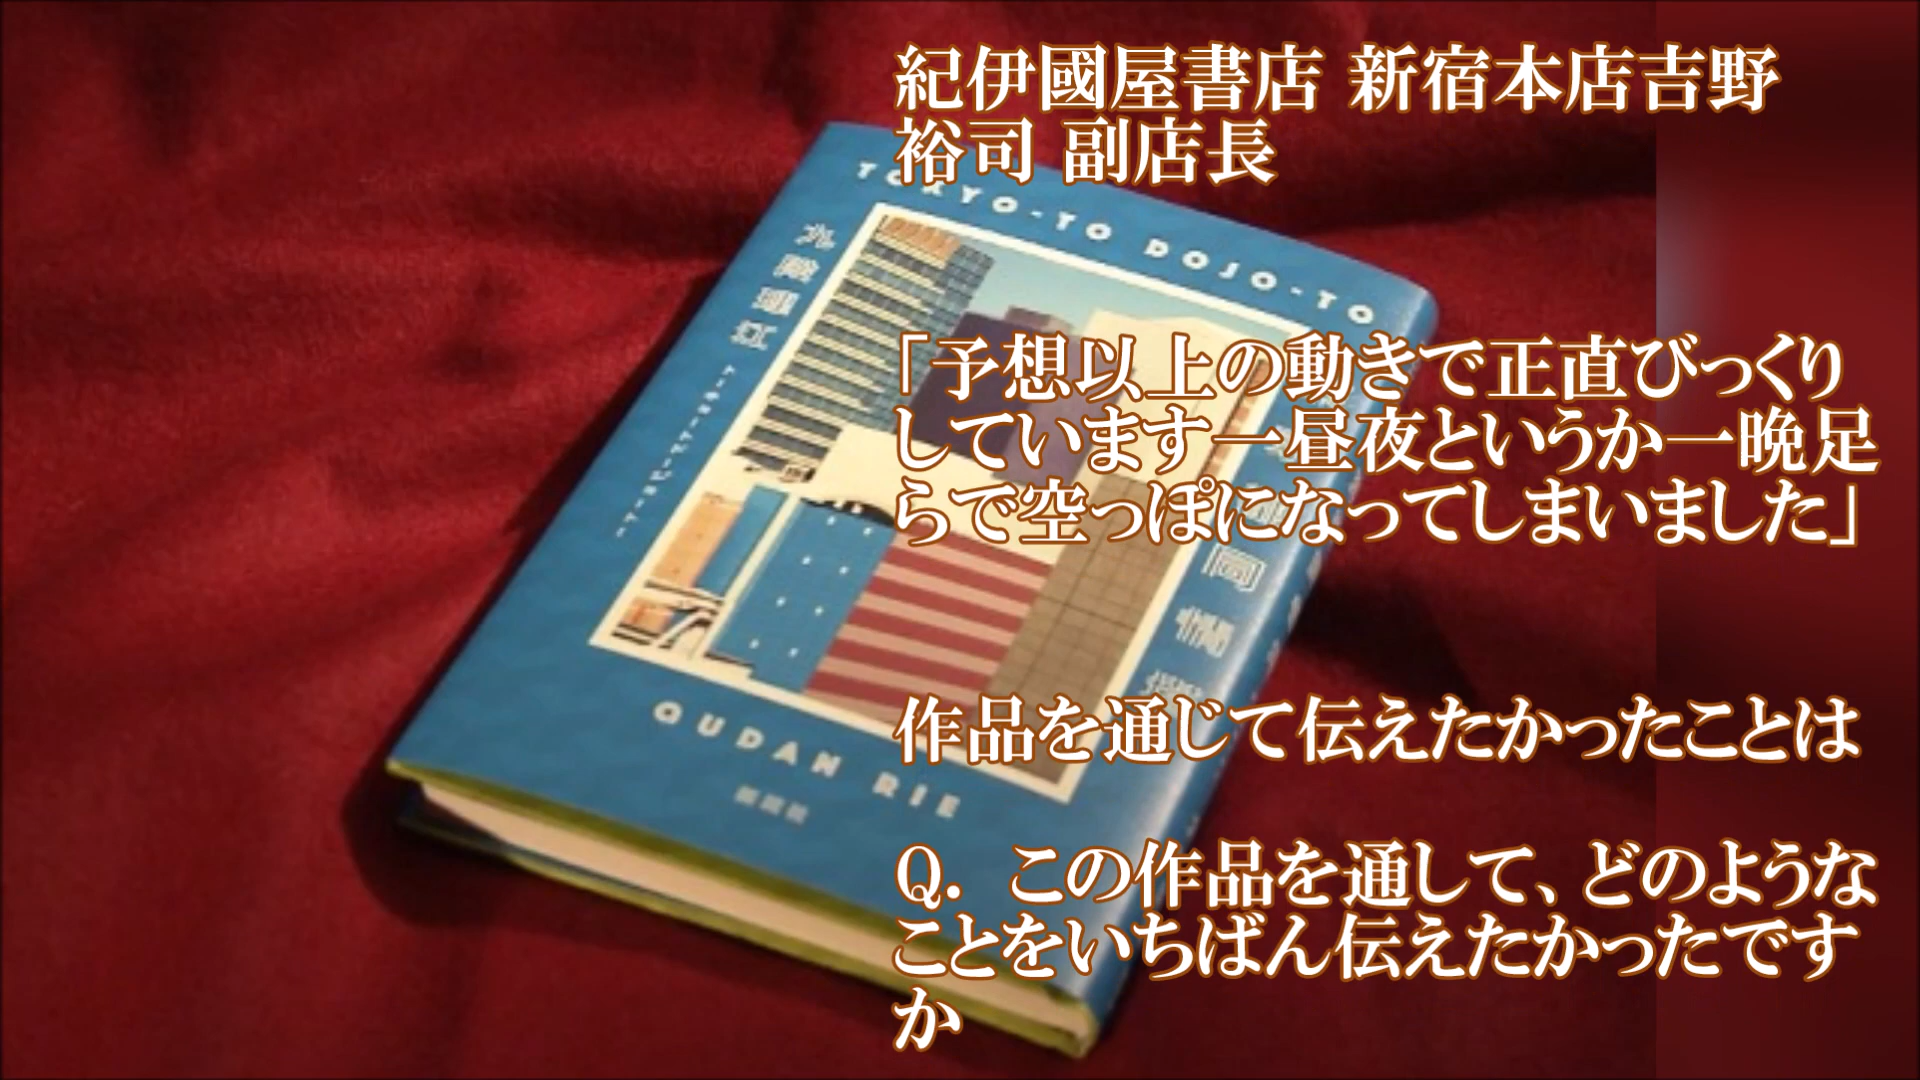 紀伊國屋書店 新宿本店吉野
裕司 副店長
「予想以上の動きで正直びっくり
しています一昼夜というか一晩足
らで空っぽになってしまいました」
作品を通じて伝えたかったことは
Q. この作品を通して、どのような
ことをいちばん伝えたかったです
か
TOKYO-TO DOJO-TO
QUDAN RIE